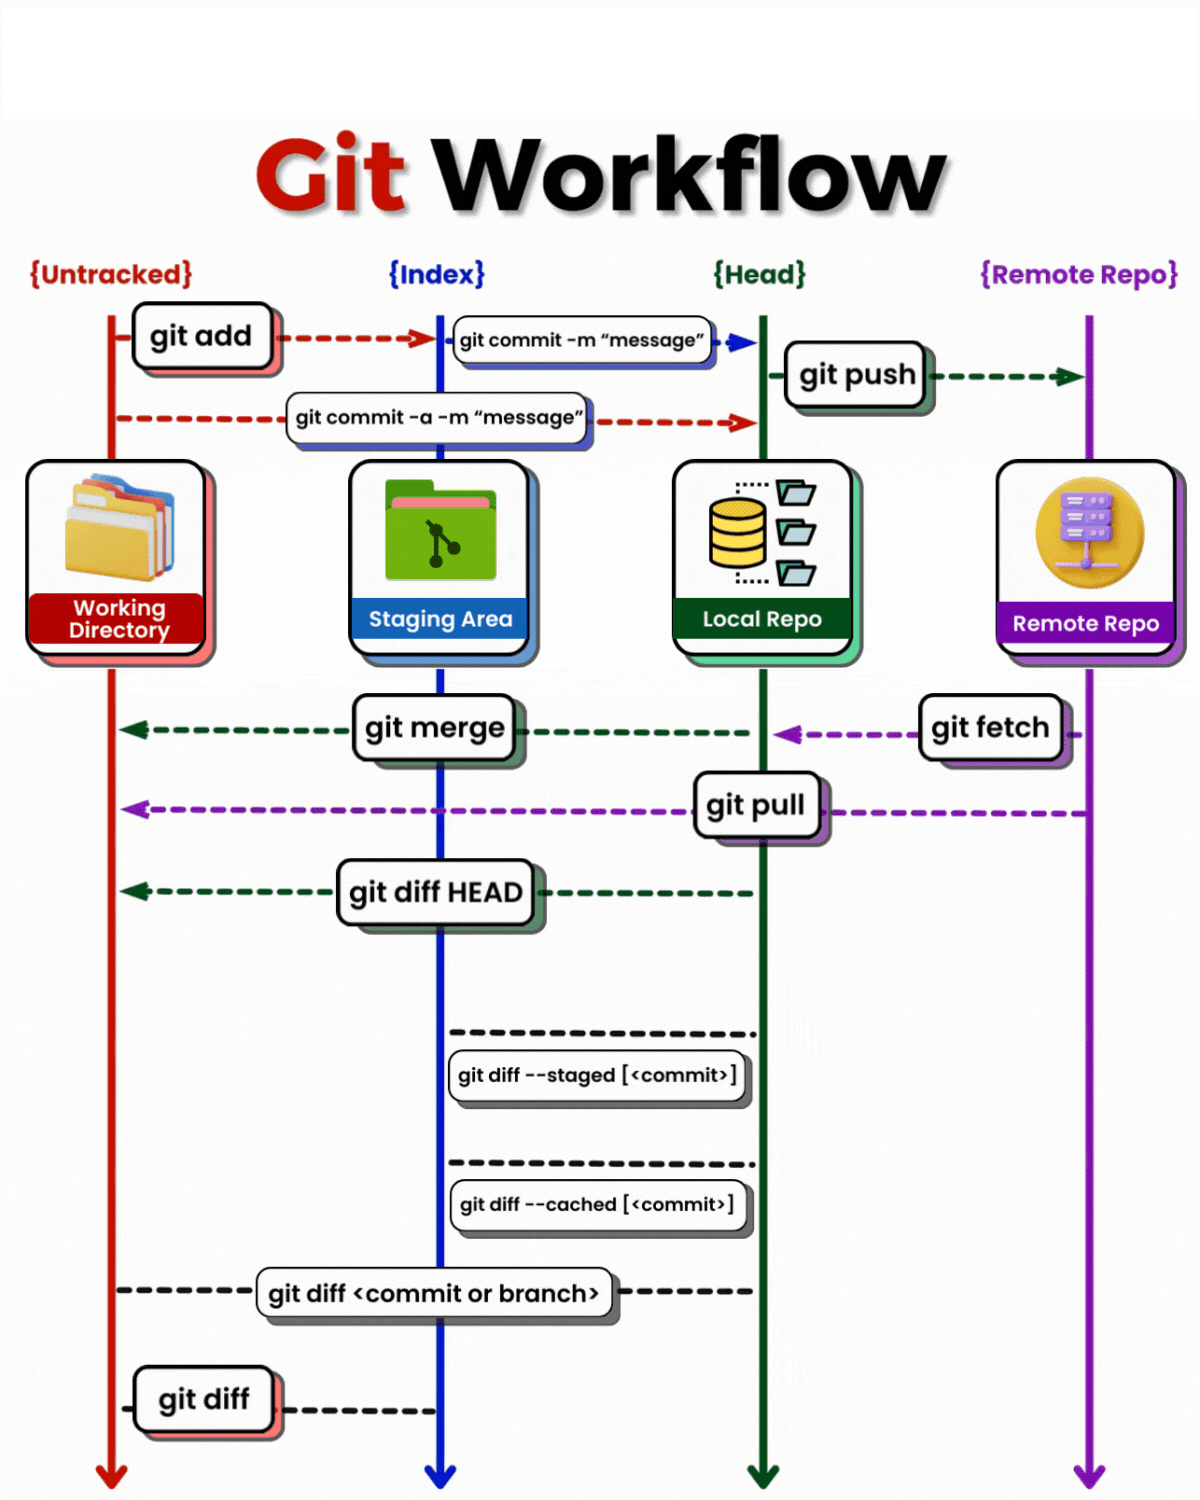 Git Workflow
{Untracked}
{Index}
{Head}
{Remote Repo}
git add
git commit -m “message”
git push
git commit -a -m “message”
Working
Directory
Staging Area
Local Repo
Remote Repo
git merge
git fetch
git pull
git diff HEAD
git diff --staged [<commit>]
git diff --cached [<commit>]
git diff <commit or branch>
git diff